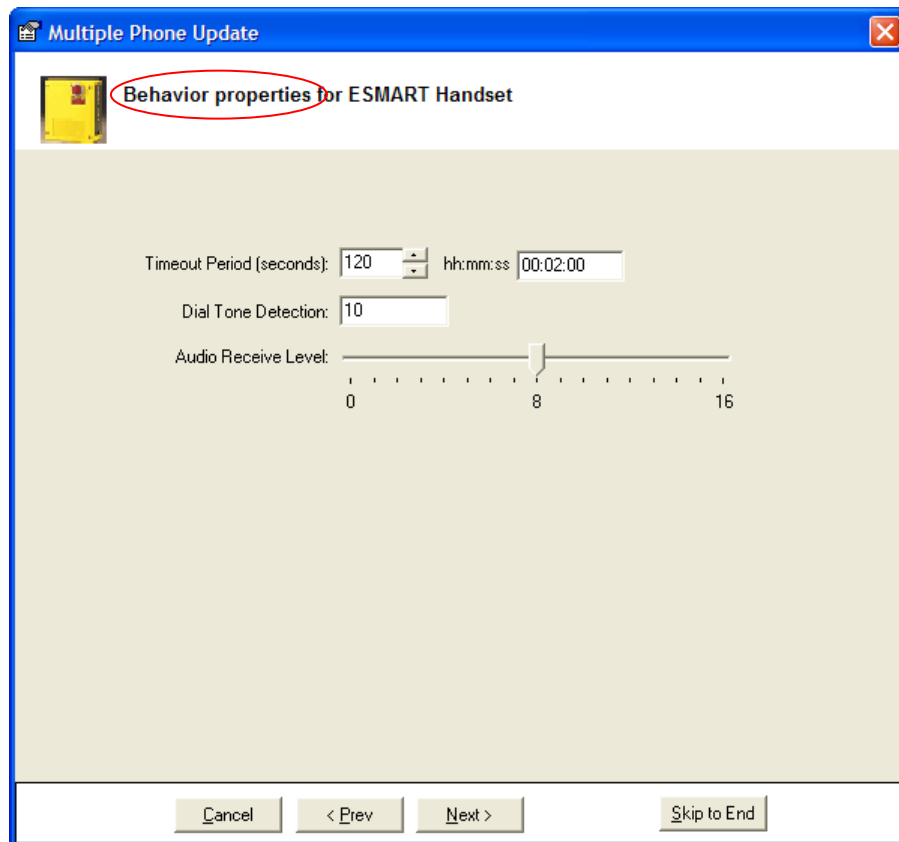 Multiple Phone Update
Behavior properties for ESMART Handset
Timeout Period (seconds): 120 hh:mm:ss 00:02:00
Dial Tone Detection: 10
Audio Receive Level:
0 8 16
Cancel < Prev Next > Skip to End